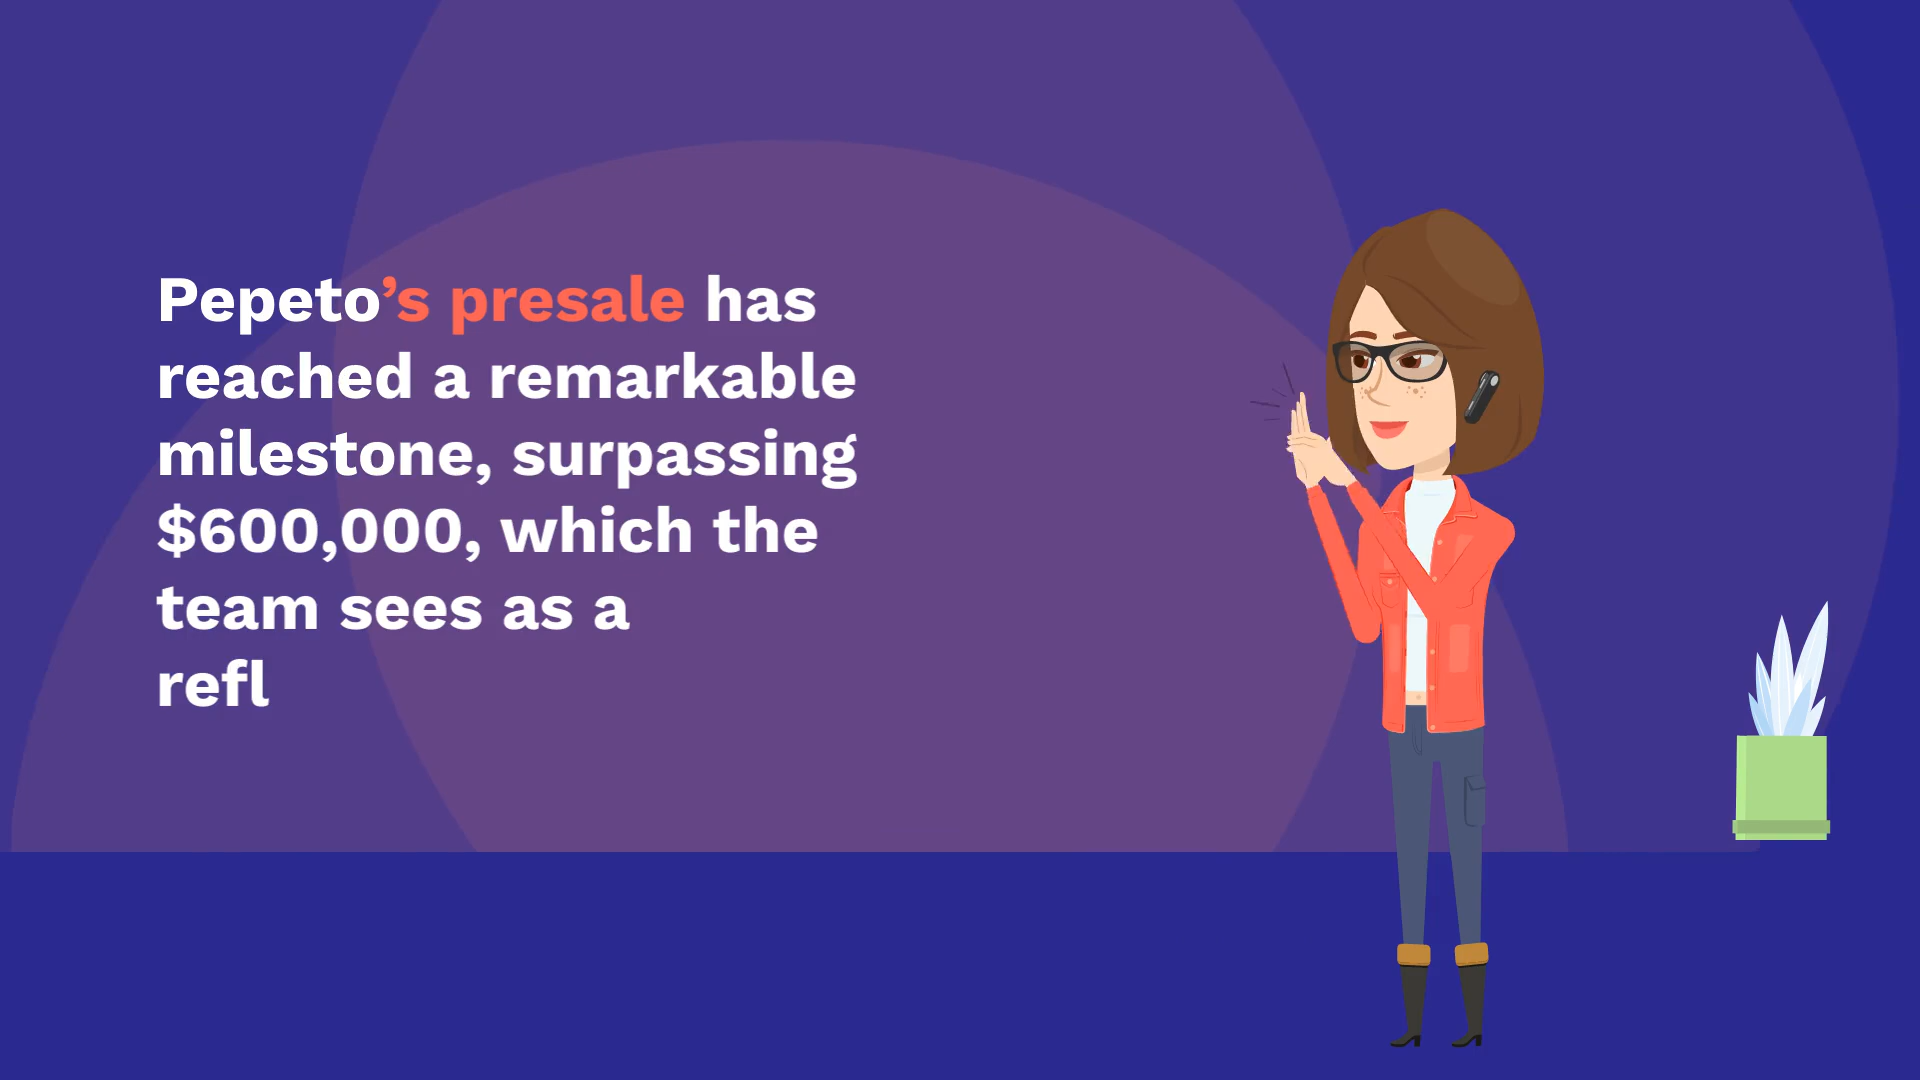 Pepeto’s presale has
reached a remarkable
milestone, surpassing
$600,000, which the
team sees as a
refl